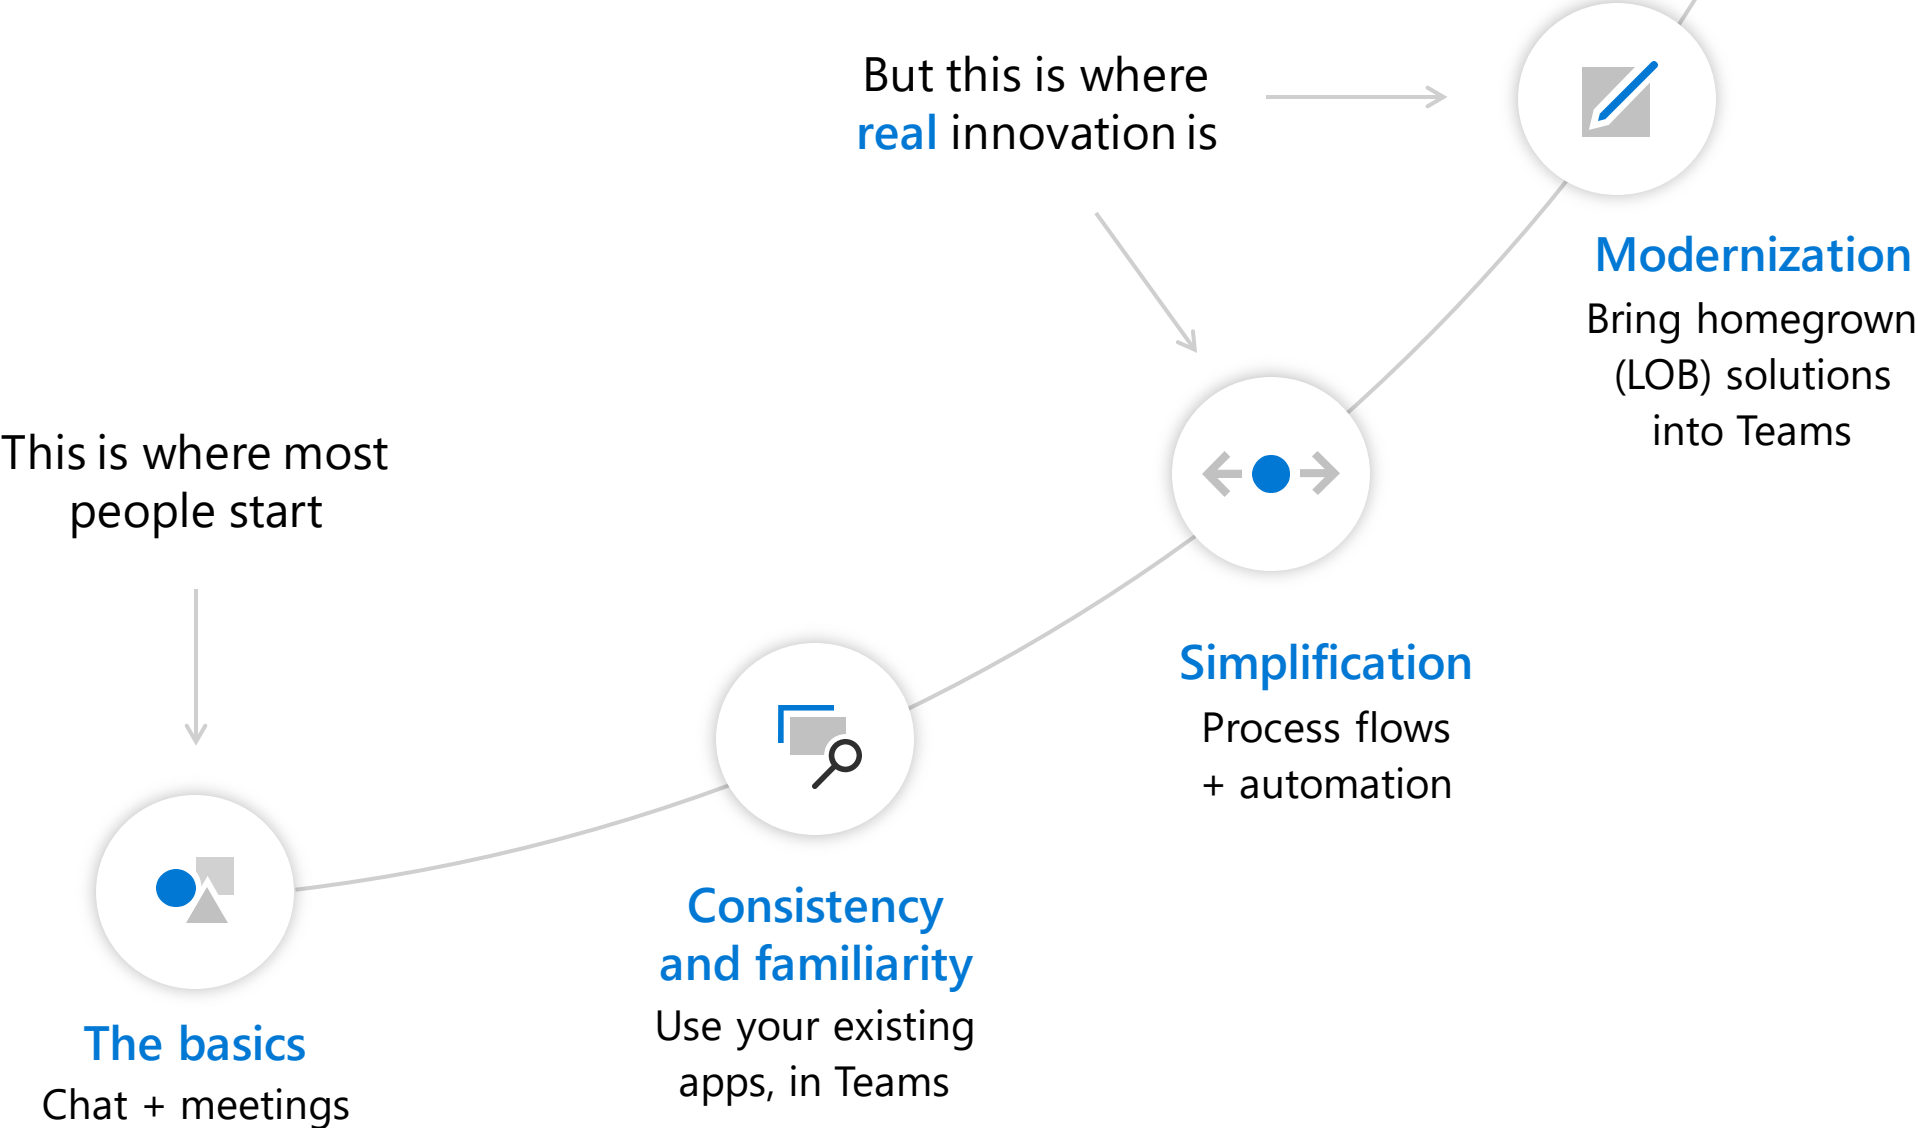 But this is where
real innovation is
Modernization
Bring homegrown
(LOB) solutions
into Teams
This is where most
people start
Simplification
Process flows
+ automation
Consistency
and familiarity
Use your existing
apps, in Teams
The basics
Chat + meetings